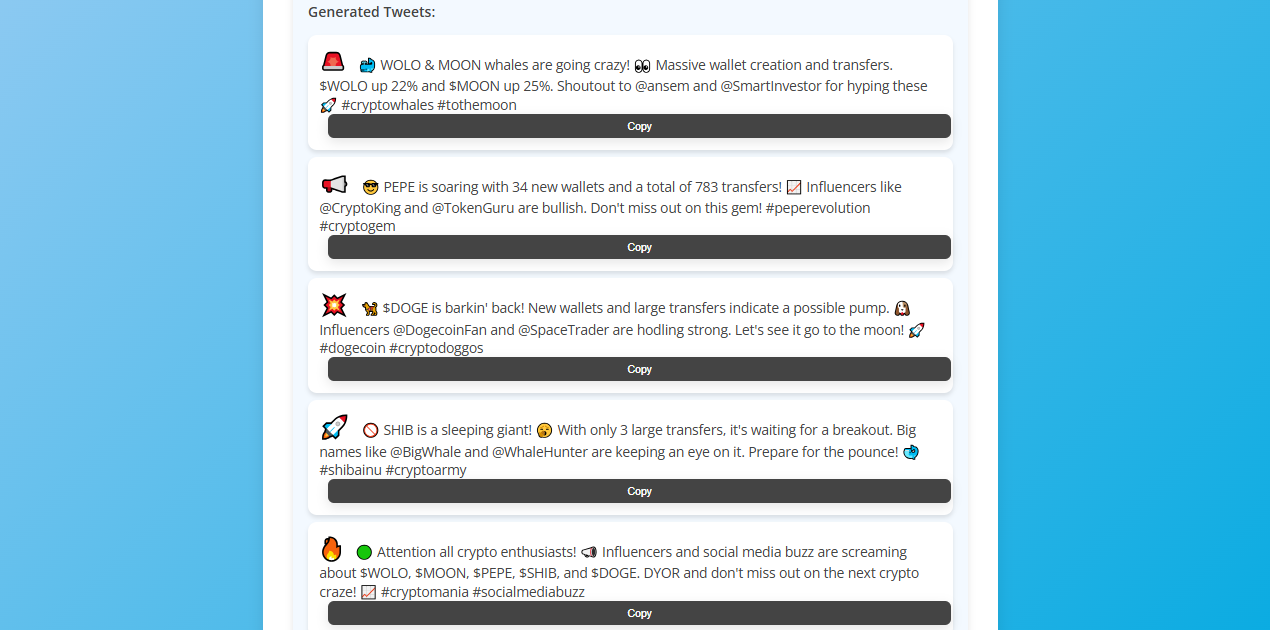 Generated Tweets:
🚨 🐳 WOLO & MOON whales are going crazy! 👀 Massive wallet creation and transfers.
$WOLO up 22% and $MOON up 25%. Shoutout to @ansem and @SmartInvestor for hyping these
🚀 #cryptowhales #tothemoon
Copy
📢 😎 PEPE is soaring with 34 new wallets and a total of 783 transfers! 📈 Influencers like
@CryptoKing and @TokenGuru are bullish. Don't miss out on this gem! #peperevolution
#cryptogem
Copy
💥 🐕 $DOGE is barkin' back! New wallets and large transfers indicate a possible pump. 🐶
Influencers @DogecoinFan and @SpaceTrader are hodling strong. Let's see it go to the moon! 🚀
#dogecoin #cryptodoggos
Copy
🚀 🚫 SHIB is a sleeping giant! 😪 With only 3 large transfers, it's waiting for a breakout. Big
names like @BigWhale and @WhaleHunter are keeping an eye on it. Prepare for the pounce! 🐳
#shibainu #cryptoarmy
Copy
🔥 🟢 Attention all crypto enthusiasts! 📢 Influencers and social media buzz are screaming
about $WOLO, $MOON, $PEPE, $SHIB, and $DOGE. DYOR and don't miss out on the next crypto
craze! 📈 #cryptomania #socialmediabuzz
Copy